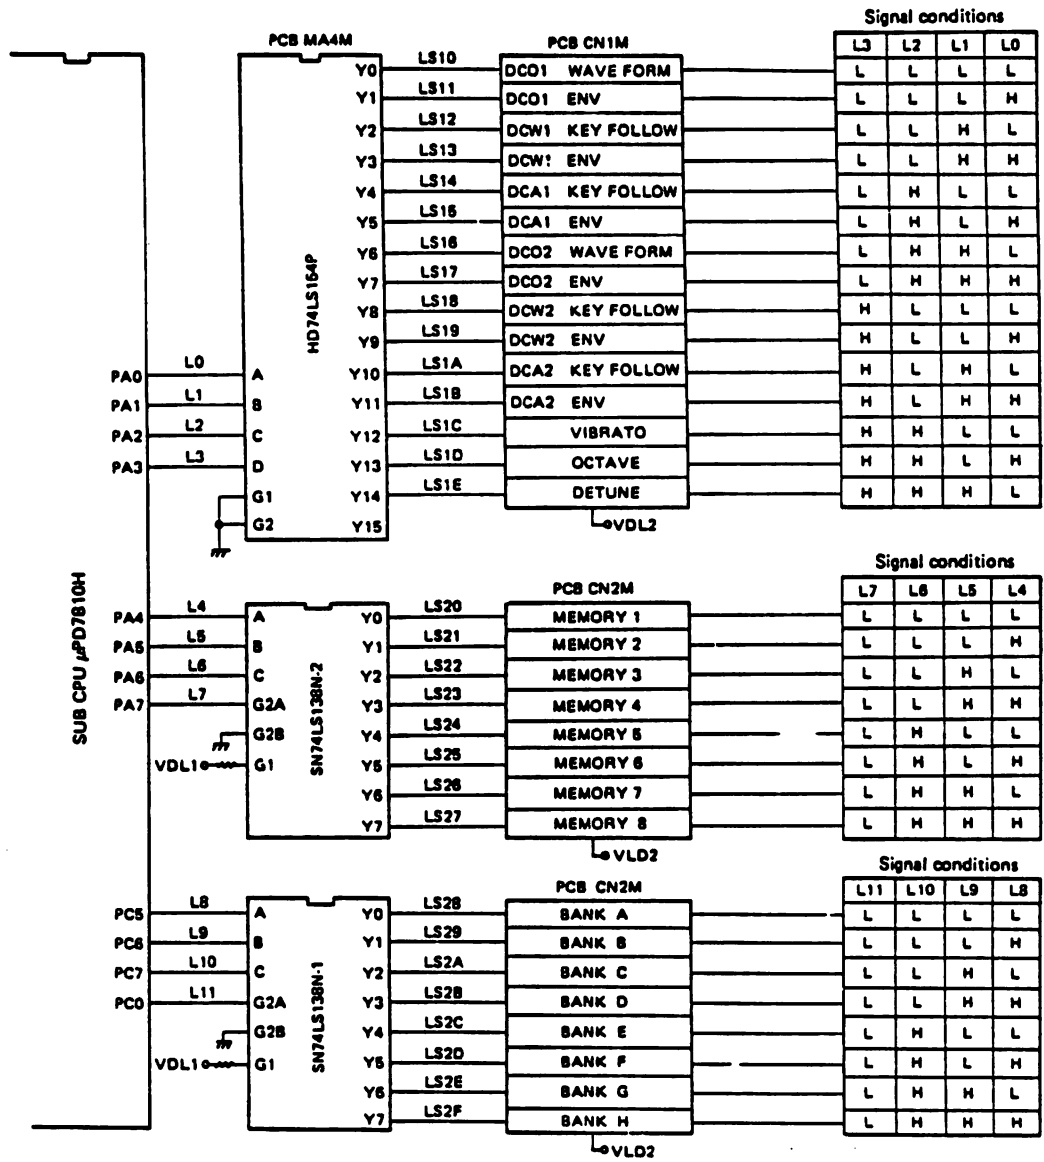 Signal conditions
PCB MA4M
PCB CN1M
L3 L2 L1 L0
Y0 LS10 DCO1 WAVE FORM L L L L
Y1 LS11 DCO1 ENV L L L H
Y2 LS12 DCW1 KEY FOLLOW L L H L
Y3 LS13 DCW1 ENV L L H H
Y4 LS14 DCA1 KEY FOLLOW L H L L
Y5 LS15 DCA1 ENV L H L H
Y6 LS16 DCO2 WAVE FORM L H H L
Y7 LS17 DCO2 ENV L H H H
Y8 LS18 DCW2 KEY FOLLOW H L L L
Y9 LS19 DCW2 ENV H L L H
PA0 L0 A Y10 LS1A DCA2 KEY FOLLOW H L H L
PA1 L1 B Y11 LS1B DCA2 ENV H L H H
PA2 L2 C Y12 LS1C VIBRATO H H L L
PA3 L3 D Y13 LS1D OCTAVE H H L H
G1 Y14 LS1E DETUNE H H H L
G2 Y15 VDL2
HD74LS154P
SUB CPU μPD7810H
Signal conditions
PCB CN2M
L7 L6 L5 L4
PA4 L4 A Y0 LS20 MEMORY 1 L L L L
PA5 L5 B Y1 LS21 MEMORY 2 L L L H
PA6 L6 C Y2 LS22 MEMORY 3 L L H L
PA7 L7 G2A Y3 LS23 MEMORY 4 L L H H
G2B Y4 LS24 MEMORY 5 L H L L
VDL1 G1 Y5 LS25 MEMORY 6 L H L H
Y6 LS26 MEMORY 7 L H H L
Y7 LS27 MEMORY 8 L H H H
SN74LS138N-2
VLD2
Signal conditions
PCB CN2M
L11 L10 L9 L8
PC5 L8 A Y0 LS28 BANK A L L L L
PC6 L9 B Y1 LS29 BANK B L L L H
PC7 L10 C Y2 LS2A BANK C L L H L
PC0 L11 G2A Y3 LS2B BANK D L L H H
G2B Y4 LS2C BANK E L H L L
VDL1 G1 Y5 LS2D BANK F L H L H
Y6 LS2E BANK G L H H L
Y7 LS2F BANK H L H H H
SN74LS138N-1
VLD2